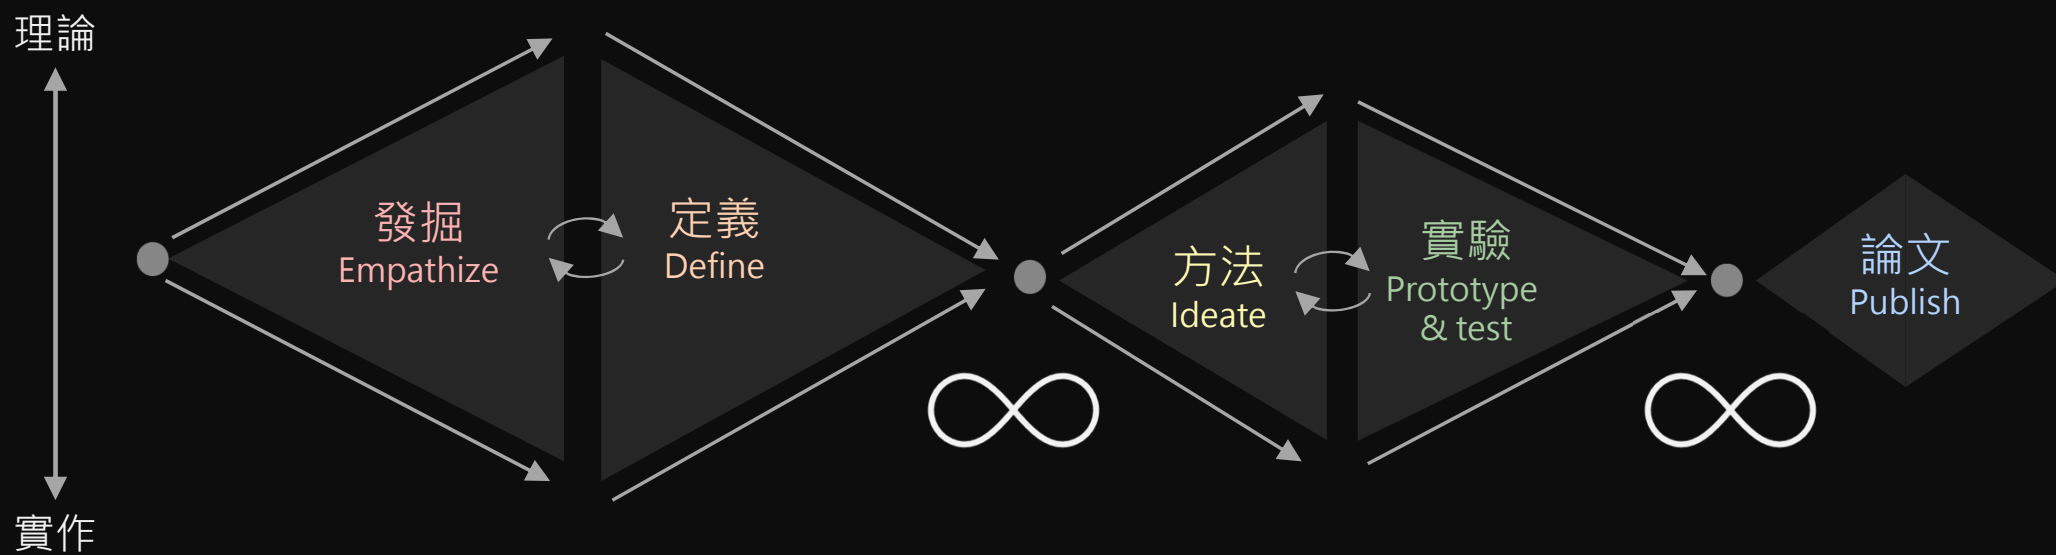 理論
實作
發掘
Empathize
定義
Define
方法
Ideate
實驗
Prototype
& test
論文
Publish